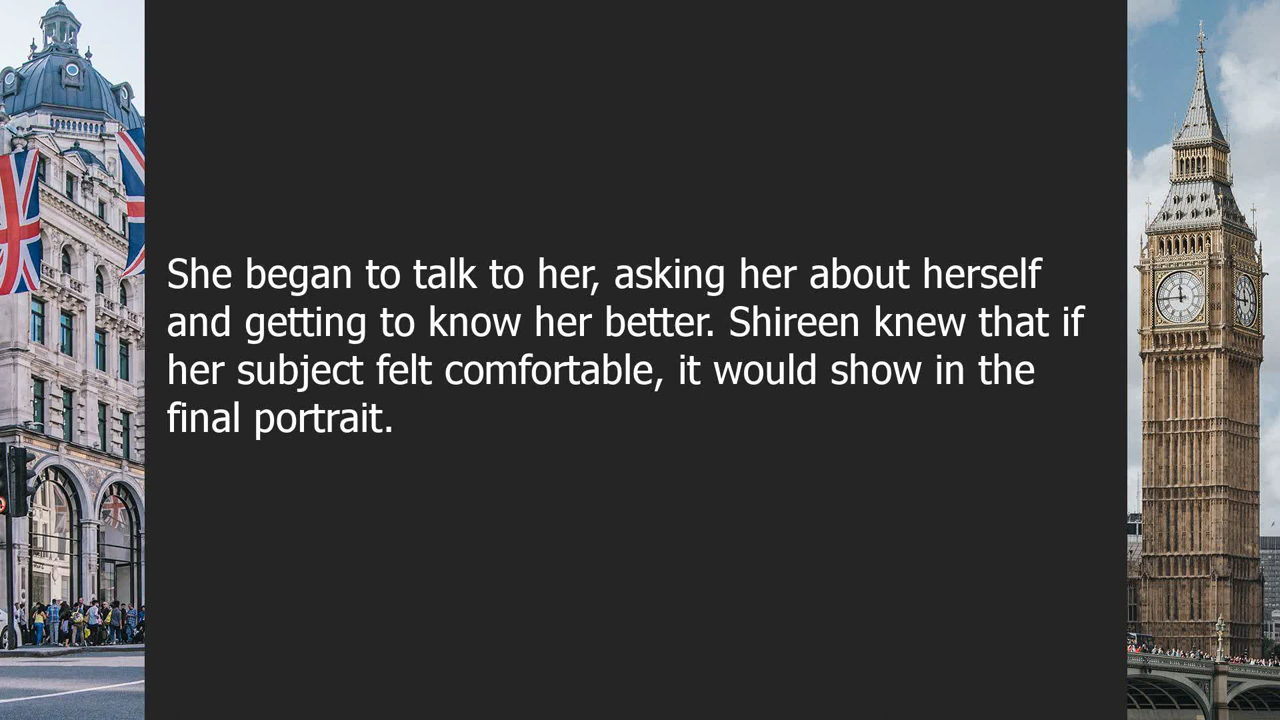 She began to talk to her, asking her about herself
and getting to know her better. Shireen knew that if
her subject felt comfortable, it would show in the
final portrait.